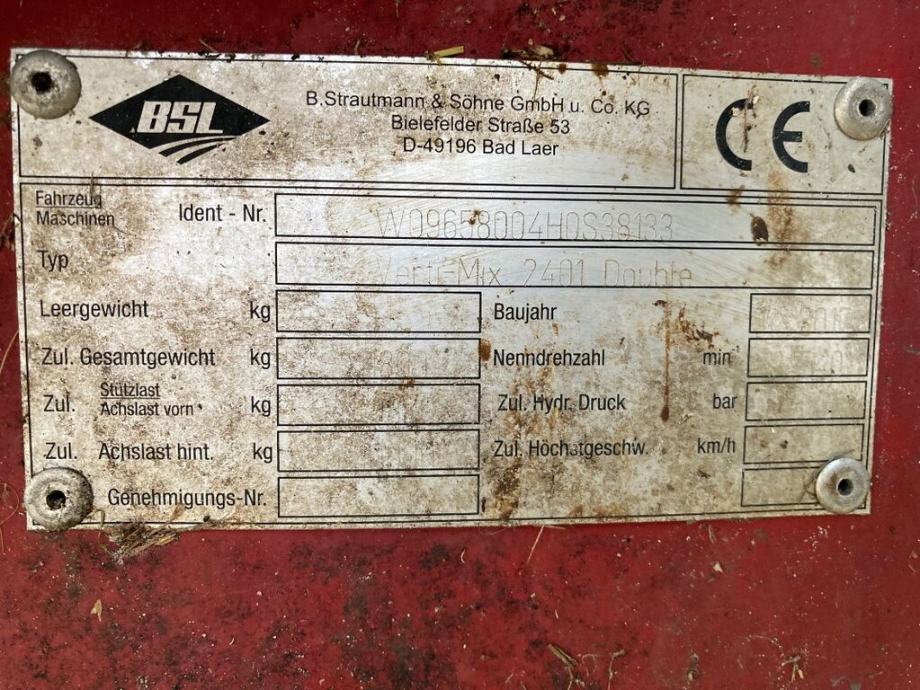 BSL
B.Strautmann & Söhne GmbH u. Co. KG
Bielefelder Straße 53
D-49196 Bad Laer
CE
Fahrzeug
Maschinen
Ident - Nr.
W09658004H0S38133
Typ
Verti-Mix 2401 Double
Leergewicht kg
Baujahr
Zul. Gesamtgewicht kg
Nenndrehzahl min⁻¹
Zul. Stützlast
Achslast vorn kg
Zul. Hydr. Druck bar
Zul. Achslast hint. kg
Zul. Höchstgeschw. km/h
Genehmigungs-Nr.